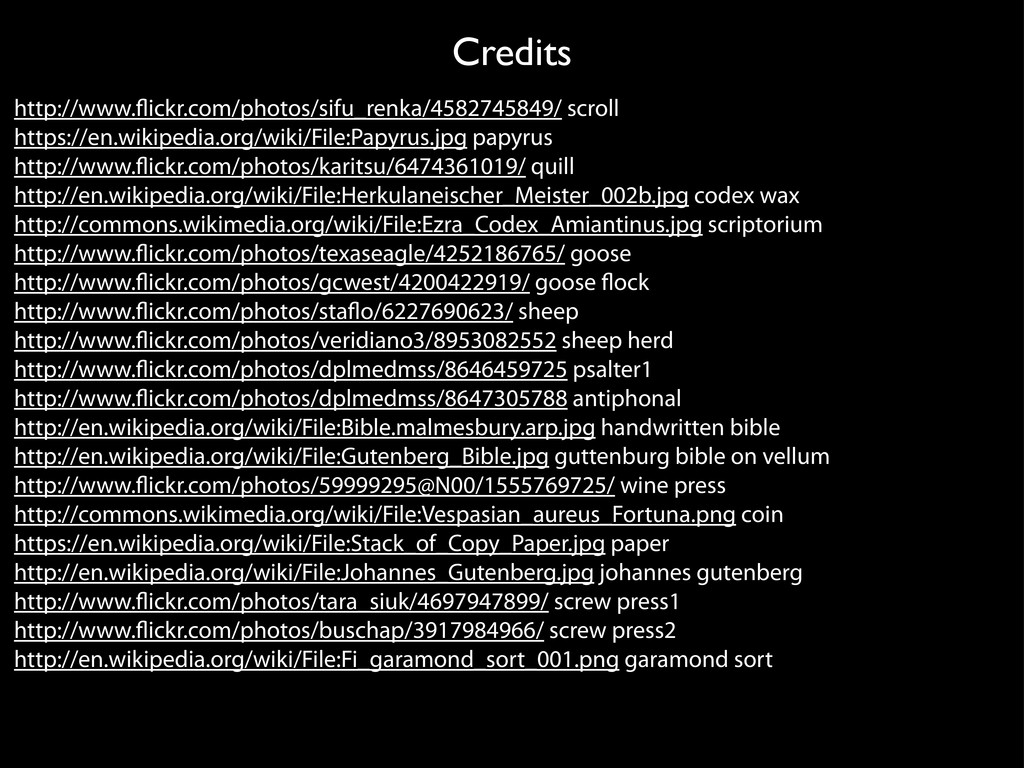 Credits
http://www.flickr.com/photos/sifu_renka/4582745849/ scroll
https://en.wikipedia.org/wiki/File:Papyrus.jpg papyrus
http://www.flickr.com/photos/karitsu/6474361019/ quill
http://en.wikipedia.org/wiki/File:Herkulaneischer_Meister_002b.jpg codex wax
http://commons.wikimedia.org/wiki/File:Ezra_Codex_Amiantinus.jpg scriptorium
http://www.flickr.com/photos/texaseagle/4252186765/ goose
http://www.flickr.com/photos/gcwest/4200422919/ goose flock
http://www.flickr.com/photos/staflo/6227690623/ sheep
http://www.flickr.com/photos/veridiano3/8953082552 sheep herd
http://www.flickr.com/photos/dplmedmss/8646459725 psalter1
http://www.flickr.com/photos/dplmedmss/8647305788 antiphonal
http://en.wikipedia.org/wiki/File:Bible.malmesbury.arp.jpg handwritten bible
http://en.wikipedia.org/wiki/File:Gutenberg_Bible.jpg guttenburg bible on vellum
http://www.flickr.com/photos/59999295@N00/1555769725/ wine press
http://commons.wikimedia.org/wiki/File:Vespasian_aureus_Fortuna.png coin
https://en.wikipedia.org/wiki/File:Stack_of_Copy_Paper.jpg paper
http://en.wikipedia.org/wiki/File:Johannes_Gutenberg.jpg johannes gutenberg
http://www.flickr.com/photos/tara_siuk/4697947899/ screw press1
http://www.flickr.com/photos/buschap/3917984966/ screw press2
http://en.wikipedia.org/wiki/File:Fi_garamond_sort_001.png garamond sort